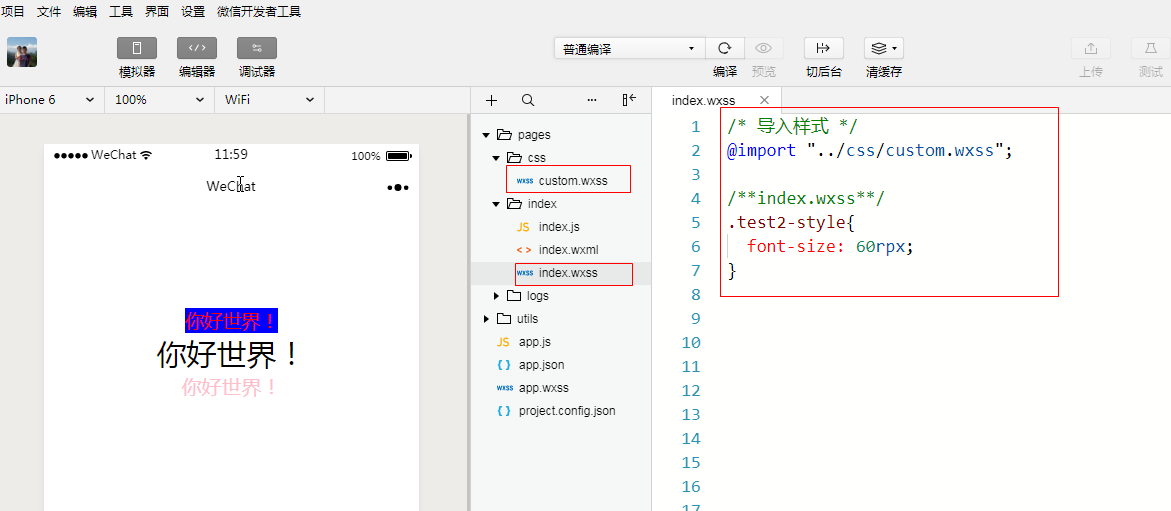 项目 文件 编辑 工具 界面 设置 微信开发者工具
模拟器 编辑器 调试器
普通编译
编译 预览 切后台 清缓存 上传 测试
iPhone 6 100% WiFi
WeChat 11:59 100%
WeChat
你好世界！
你好世界！
你好世界！
pages
css
wxss custom.wxss
index
JS index.js
< > index.wxml
wxss index.wxss
logs
utils
JS app.js
{ } app.json
wxss app.wxss
{ } project.config.json
index.wxss
1 /* 导入样式 */
2 @import "../css/custom.wxss";
3
4 /**index.wxss**/
5 .test2-style{
6 font-size: 60rpx;
7 }
8
9
10
11
12
13
14
15
16
17